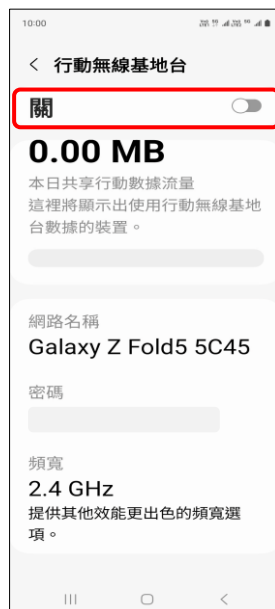 10:00
行動無線基地台
關
0.00 MB
本日共享行動數據流量
這裡將顯示出使用行動無線基地
台數據的裝置。
網路名稱
Galaxy Z Fold5 5C45
密碼
頻寬
2.4 GHz
提供其他效能更出色的頻寬選
項。